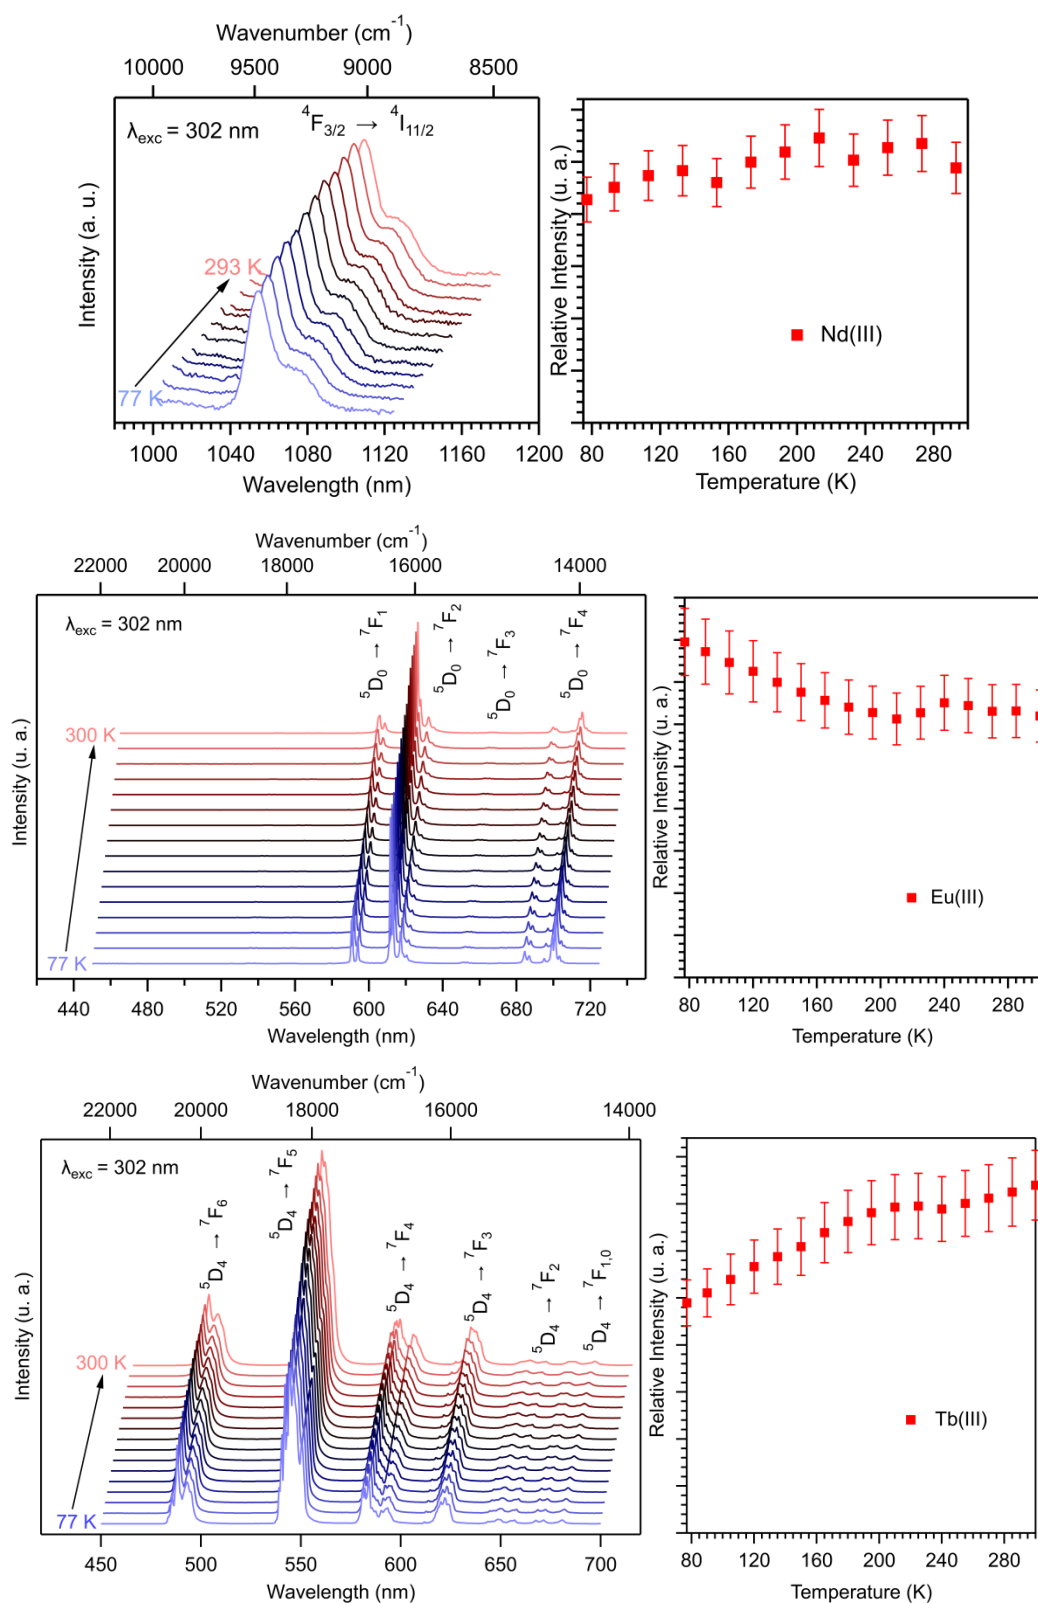 Wavenumber (cm⁻¹)
10000 9500 9000 8500
λexc = 302 nm
⁴F3/2 → ⁴I11/2
Intensity (a. u.)
293 K
77 K
1000 1040 1080 1120 1160 1200
Wavelength (nm)
Relative Intensity (u. a.)
Nd(III)
80 120 160 200 240 280
Temperature (K)
Wavenumber (cm⁻¹)
22000 20000 18000 16000 14000
λexc = 302 nm
⁵D0 → ⁷F1
⁵D0 → ⁷F2
⁵D0 → ⁷F3
⁵D0 → ⁷F4
Intensity (u. a.)
300 K
77 K
440 480 520 560 600 640 680 720
Wavelength (nm)
Relative Intensity (u. a.)
Eu(III)
80 120 160 200 240 280
Temperature (K)
Wavenumber (cm⁻¹)
22000 20000 18000 16000 14000
λexc = 302 nm
⁵D4 → ⁷F6
⁵D4 → ⁷F5
⁵D4 → ⁷F4
⁵D4 → ⁷F3
⁵D4 → ⁷F2
⁵D4 → ⁷F1,0
Intensity (u. a.)
300 K
77 K
450 500 550 600 650 700
Wavelength (nm)
Relative Intensity (u. a.)
Tb(III)
80 120 160 200 240 280
Temperature (K)